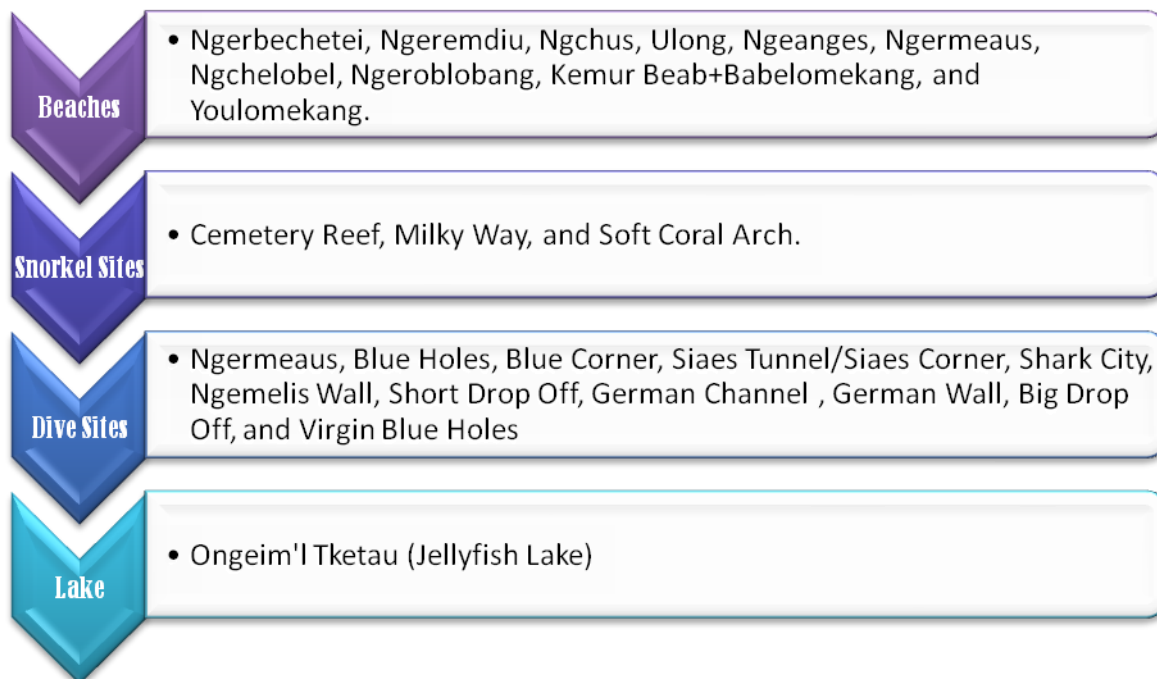 Beaches
• Ngerbechetei, Ngeremdiu, Ngchus, Ulong, Ngeanges, Ngermeaus,
Ngchelobel, Ngeroblobang, Kemur Beab+Babelomekang, and
Youlomekang.
Snorkel Sites
• Cemetery Reef, Milky Way, and Soft Coral Arch.
Dive Sites
• Ngermeaus, Blue Holes, Blue Corner, Siaes Tunnel/Siaes Corner, Shark City,
Ngemelis Wall, Short Drop Off, German Channel , German Wall, Big Drop
Off, and Virgin Blue Holes
Lake
• Ongeim'l Tketau (Jellyfish Lake)